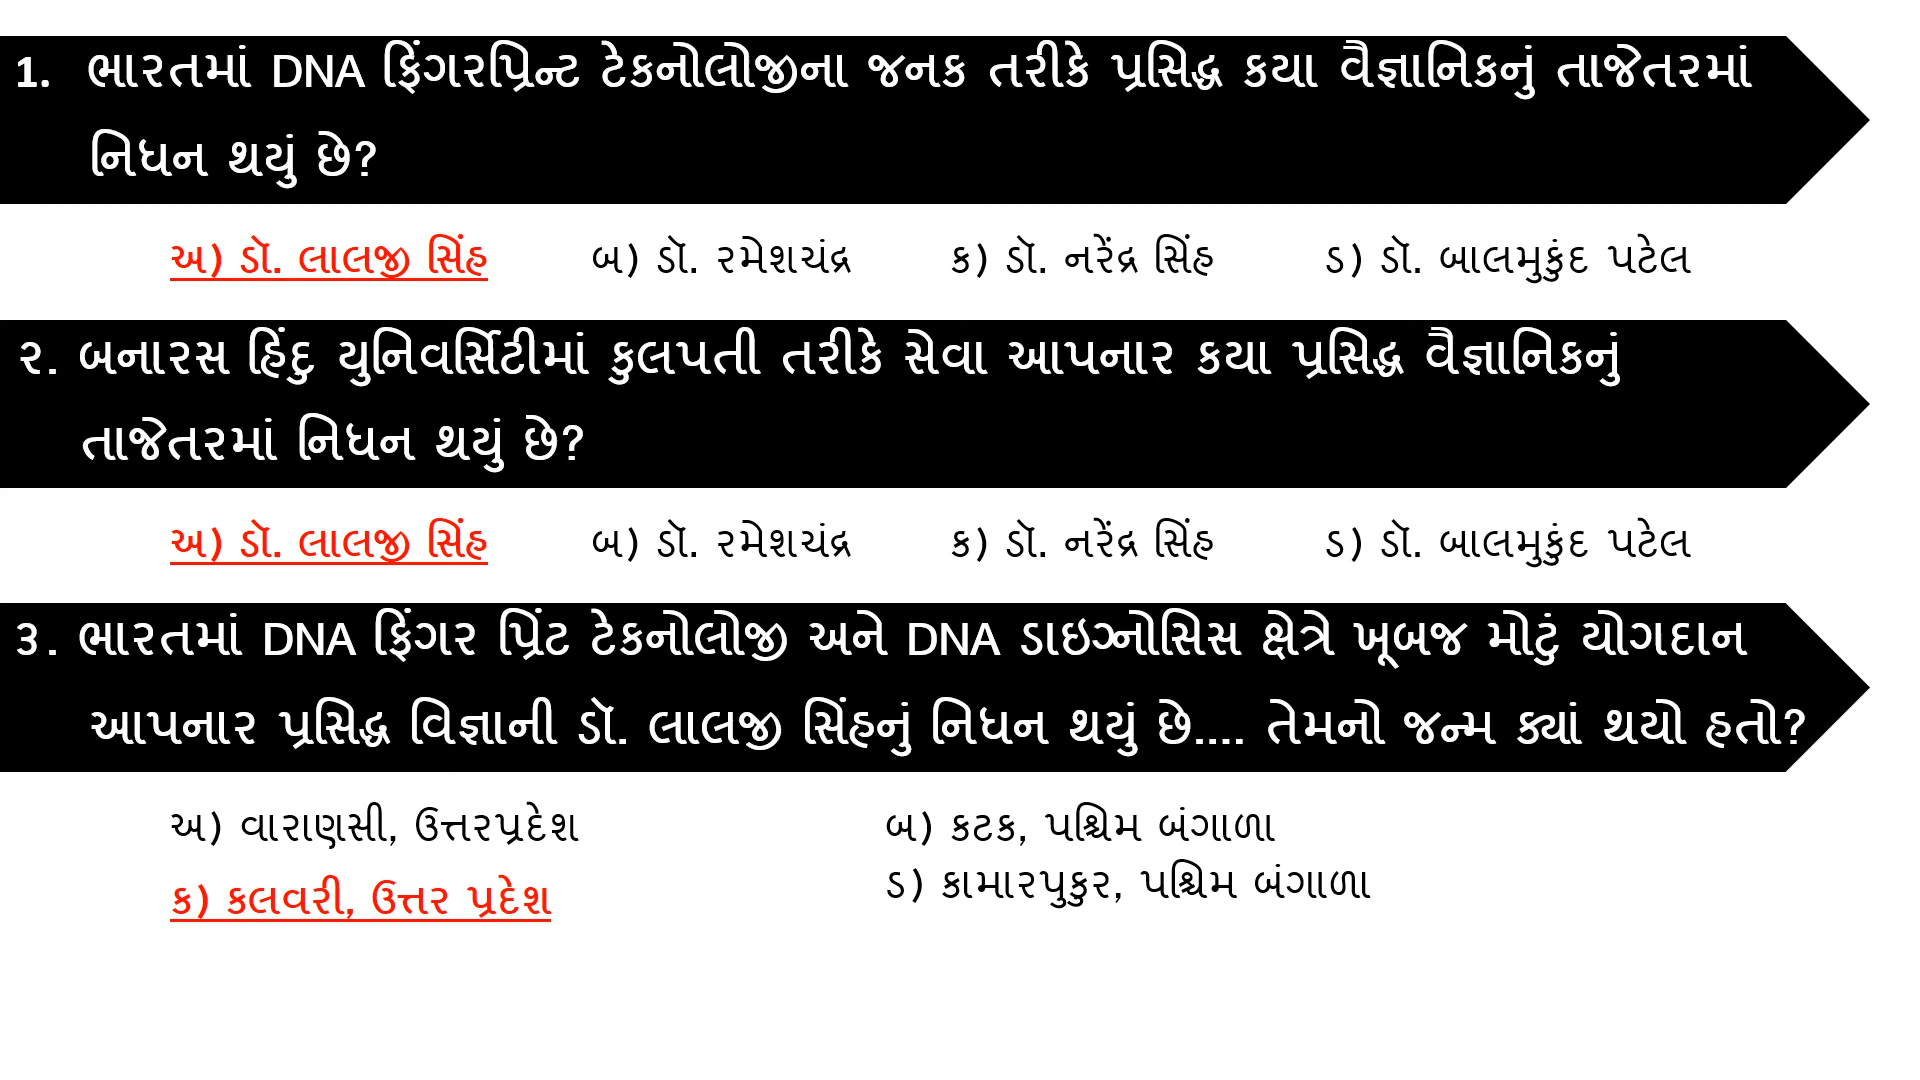 1. ભારતમાં DNA ફિંગરપ્રિન્ટ ટેકનોલોજીના જનક તરીકે પ્રસિદ્ધ કયા વૈજ્ઞાનિકનું તાજેતરમાં
નિધન થયું છે?
અ) ડૉ. લાલજી સિંહ બ) ડૉ. રમેશચંદ્ર ક) ડૉ. નરેંદ્ર સિંહ ડ) ડૉ. બાલમુકુંદ પટેલ
૨. બનારસ હિંદુ યુનિવર્સિટીમાં કુલપતી તરીકે સેવા આપનાર કયા પ્રસિદ્ધ વૈજ્ઞાનિકનું
તાજેતરમાં નિધન થયું છે?
અ) ડૉ. લાલજી સિંહ બ) ડૉ. રમેશચંદ્ર ક) ડૉ. નરેંદ્ર સિંહ ડ) ડૉ. બાલમુકુંદ પટેલ
૩. ભારતમાં DNA ફિંગર પ્રિંટ ટેકનોલોજી અને DNA ડાઇગ્નોસિસ ક્ષેત્રે ખૂબજ મોટું યોગદાન
આપનાર પ્રસિદ્ધ વિજ્ઞાની ડૉ. લાલજી સિંહનું નિધન થયું છે.... તેમનો જન્મ ક્યાં થયો હતો?
અ) વારાણસી, ઉત્તરપ્રદેશ બ) કટક, પશ્ચિમ બંગાળા
ક) કલવરી, ઉત્તર પ્રદેશ ડ) કામારપુકુર, પશ્ચિમ બંગાળા